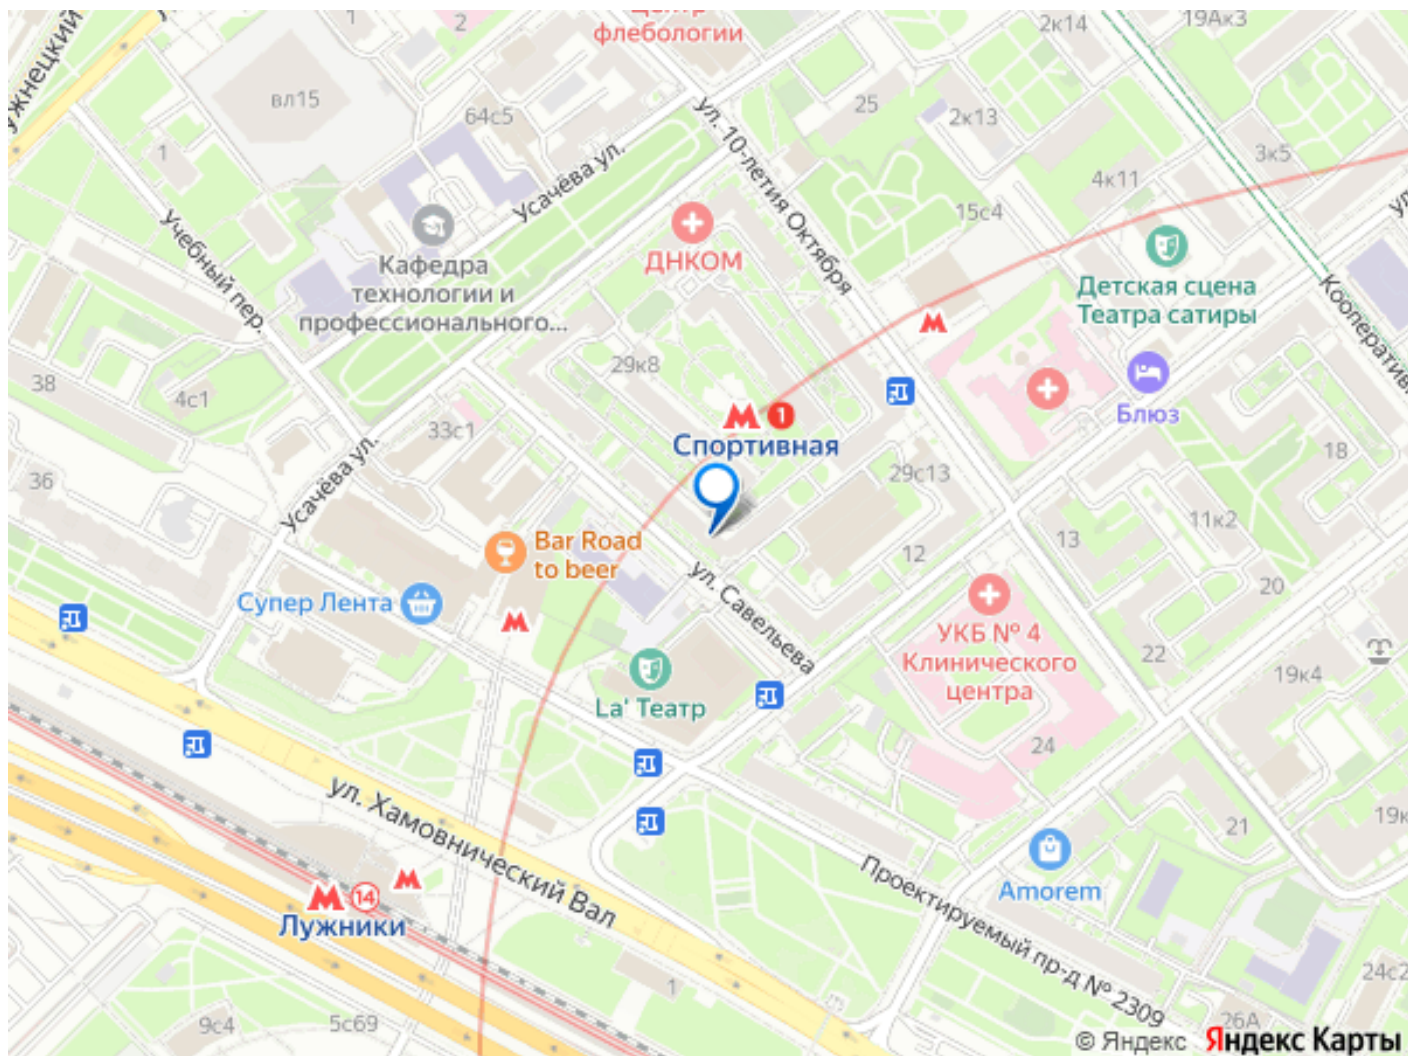 Центр
флебологии
1
2
2к14
19Ак3
вл15
64с5
25
2к13
3к5
1
ул. 10-летия Октября
Усачёва ул.
4к11
15с4
Учебный пер.
ДНКОМ
Кафедра
технологии и
профессионального...
Детская сцена
Театра сатиры
29к8
38
4с1
33с1
1
Спортивная
Блюз
18
36
Усачёва ул.
29с13
11к2
13
12
20
Bar Road
to beer
ул. Савельева
Супер Лента
УКБ № 4
Клинического
центра
22
19к4
La' Театр
24
ул. Хамовнический Вал
21
Проектируемый пр-д № 2309
Amorem
14
Лужники
24с2
1
9с4
5с69
26А
© Яндекс Яндекс Карты